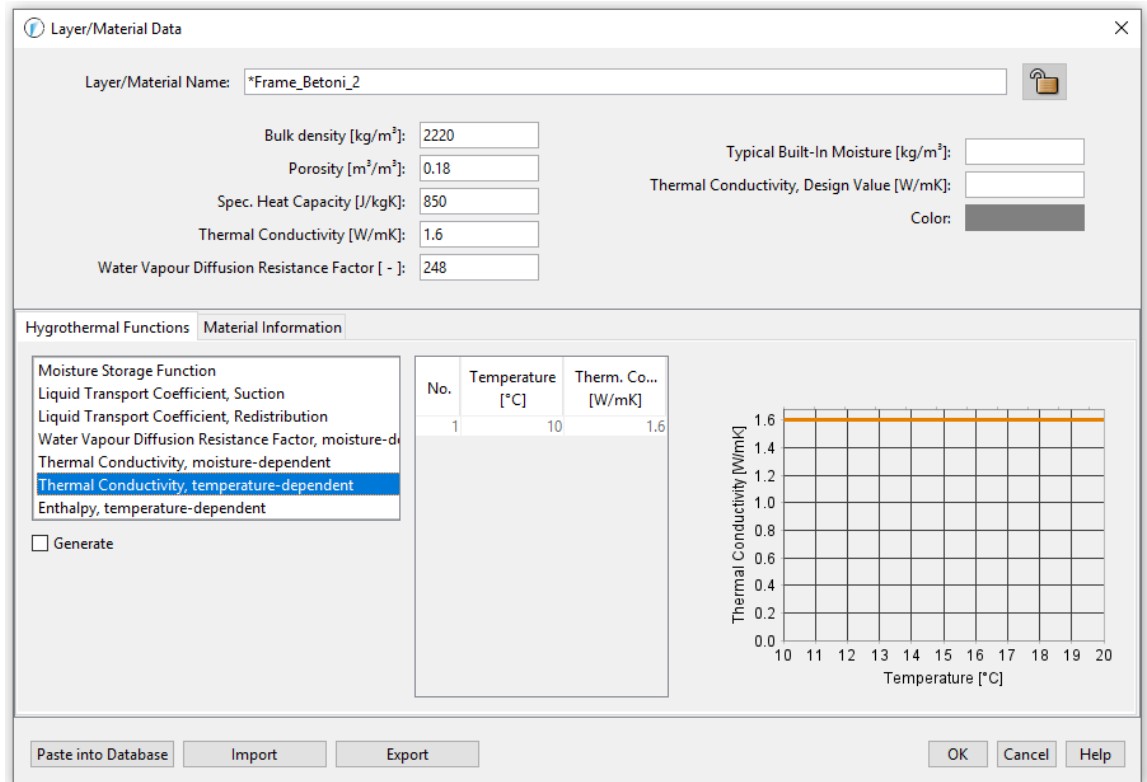 Layer/Material Data
Layer/Material Name: *Frame_Betoni_2
Bulk density [kg/m³]: 2220
Porosity [m³/m³]: 0.18
Spec. Heat Capacity [J/kgK]: 850
Thermal Conductivity [W/mK]: 1.6
Water Vapour Diffusion Resistance Factor [ - ]: 248
Typical Built-In Moisture [kg/m³]:
Thermal Conductivity, Design Value [W/mK]:
Color:
Hygrothermal Functions Material Information
Moisture Storage Function
Liquid Transport Coefficient, Suction
Liquid Transport Coefficient, Redistribution
Water Vapour Diffusion Resistance Factor, moisture-de
Thermal Conductivity, moisture-dependent
Thermal Conductivity, temperature-dependent
Enthalpy, temperature-dependent
Generate
No. Temperature [°C] Therm. Co... [W/mK]
1 10 1.6
Thermal Conductivity [W/mK]
1.6
1.4
1.2
1.0
0.8
0.6
0.4
0.2
0.0
10 11 12 13 14 15 16 17 18 19 20
Temperature [°C]
Paste into Database Import Export OK Cancel Help